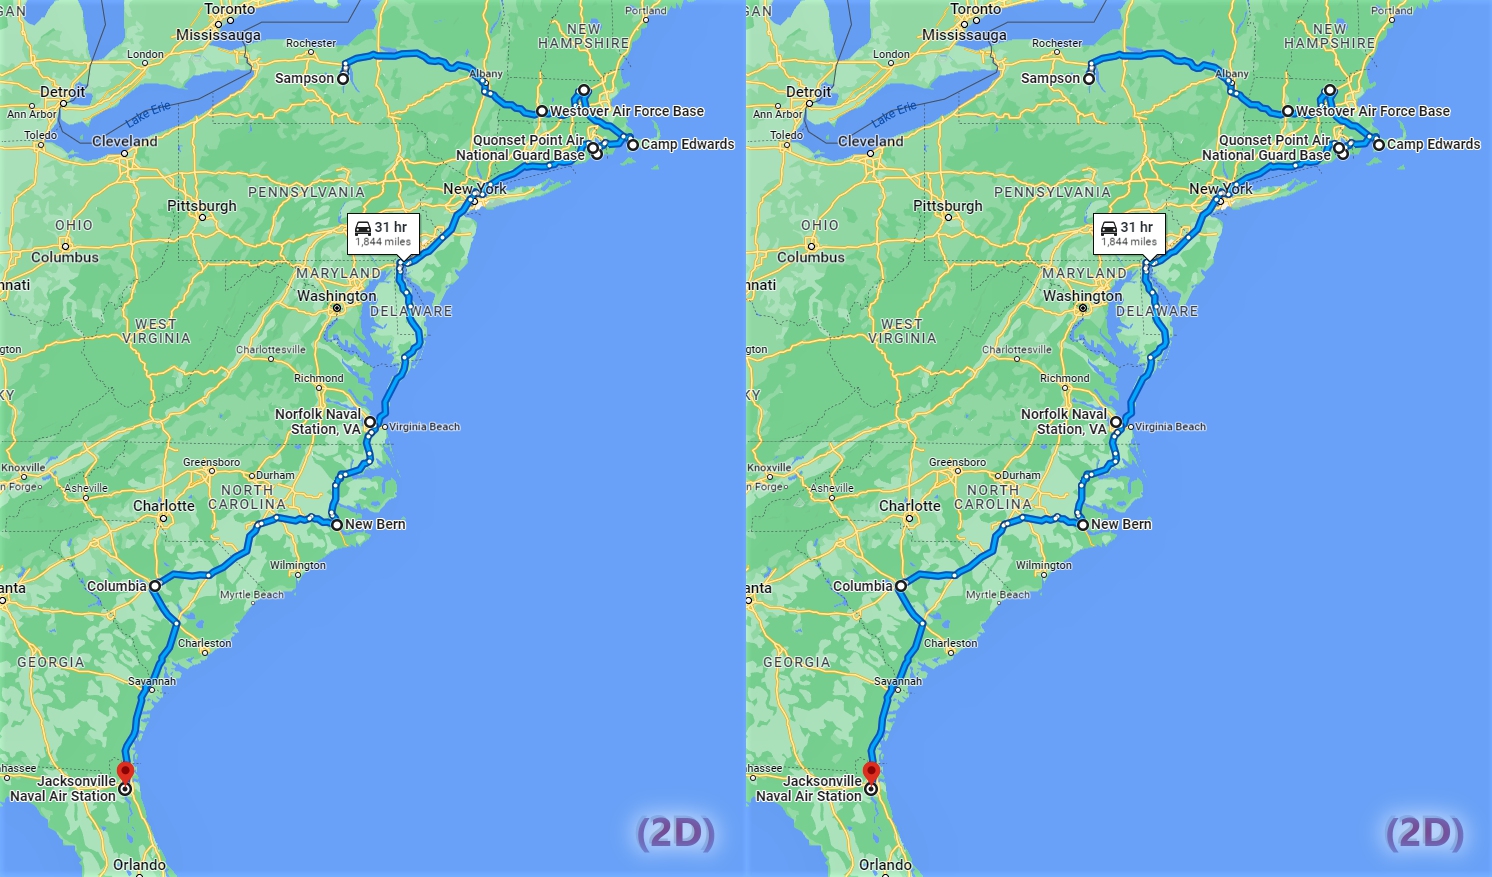 GAN
Toronto
Mississauga
Portland
NEW
HAMPSHIRE
London
Rochester
Sampson
Albany
Detroit
Ann Arbor
Lake Erie
Westover Air Force Base
Toledo
Cleveland
Quonset Point Air
National Guard Base
Camp Edwards
PENNSYLVANIA
New York
Pittsburgh
OHIO
31 hr
1,844 miles
Columbus
MARYLAND
nnati
Washington
DELAWARE
WEST
VIRGINIA
gton
Charlottesville
Richmond
KY
Norfolk Naval
Station, VA
Virginia Beach
Knoxville
n Forge
Greensboro
Durham
Asheville
NORTH
CAROLINA
Charlotte
New Bern
Wilmington
anta
Columbia
Myrtle Beach
Charleston
GEORGIA
Savannah
hassee
Jacksonville
Naval Air Station
(2D)
Orlando
GAN
Toronto
Mississauga
Portland
NEW
HAMPSHIRE
London
Rochester
Sampson
Albany
Detroit
Ann Arbor
Lake Erie
Westover Air Force Base
Toledo
Cleveland
Quonset Point Air
National Guard Base
Camp Edwards
PENNSYLVANIA
New York
Pittsburgh
OHIO
31 hr
1,844 miles
Columbus
MARYLAND
nati
Washington
DELAWARE
WEST
VIRGINIA
gton
Charlottesville
Richmond
KY
Norfolk Naval
Station, VA
Virginia Beach
Knoxville
n Forge
Greensboro
Durham
Asheville
NORTH
CAROLINA
Charlotte
New Bern
Wilmington
anta
Columbia
Myrtle Beach
Charleston
GEORGIA
Savannah
hassee
Jacksonville
Naval Air Station
(2D)
Orlando